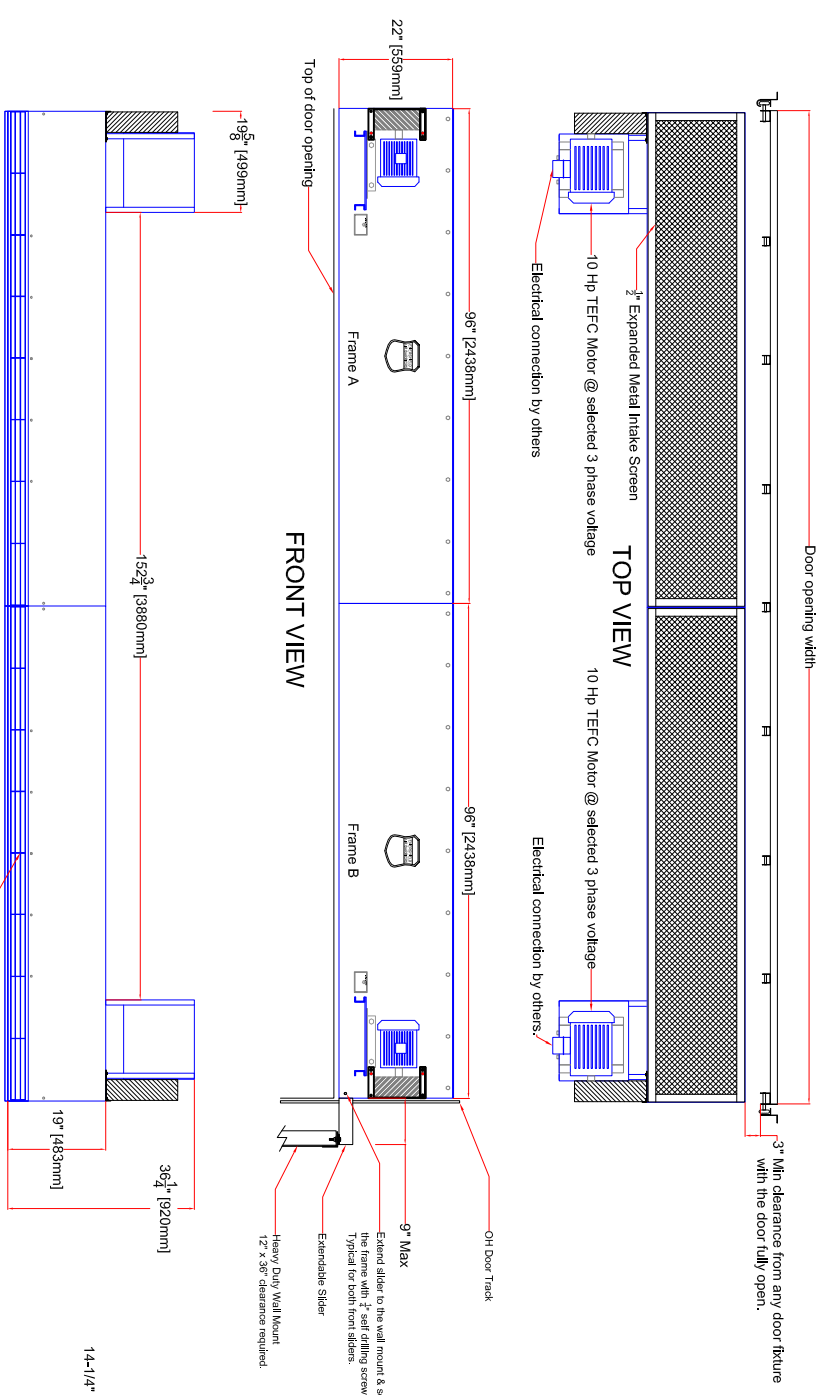 Door opening width
3" Min clearance from any door fixture
with the door fully open.
1/2" Expanded Metal Intake Screen
10 Hp TEFC Motor @ selected 3 phase voltage
10 Hp TEFC Motor @ selected 3 phase voltage
Electrical connection by others
Electrical connection by others.
TOP VIEW
96" [2438mm]
96" [2438mm]
22" [559mm]
Frame A
Frame B
Top of door opening
OH Door Track
9" Max
Extend slider to the wall mount & s
the frame with 1/4" self drilling screw
Typical for both front sliders.
Extendable Slider
Heavy Duty Wall Mount
12" x 36" clearance required.
FRONT VIEW
19 5/8" [499mm]
152 3/4" [3880mm]
36 1/4" [920mm]
19" [483mm]
14-1/4"